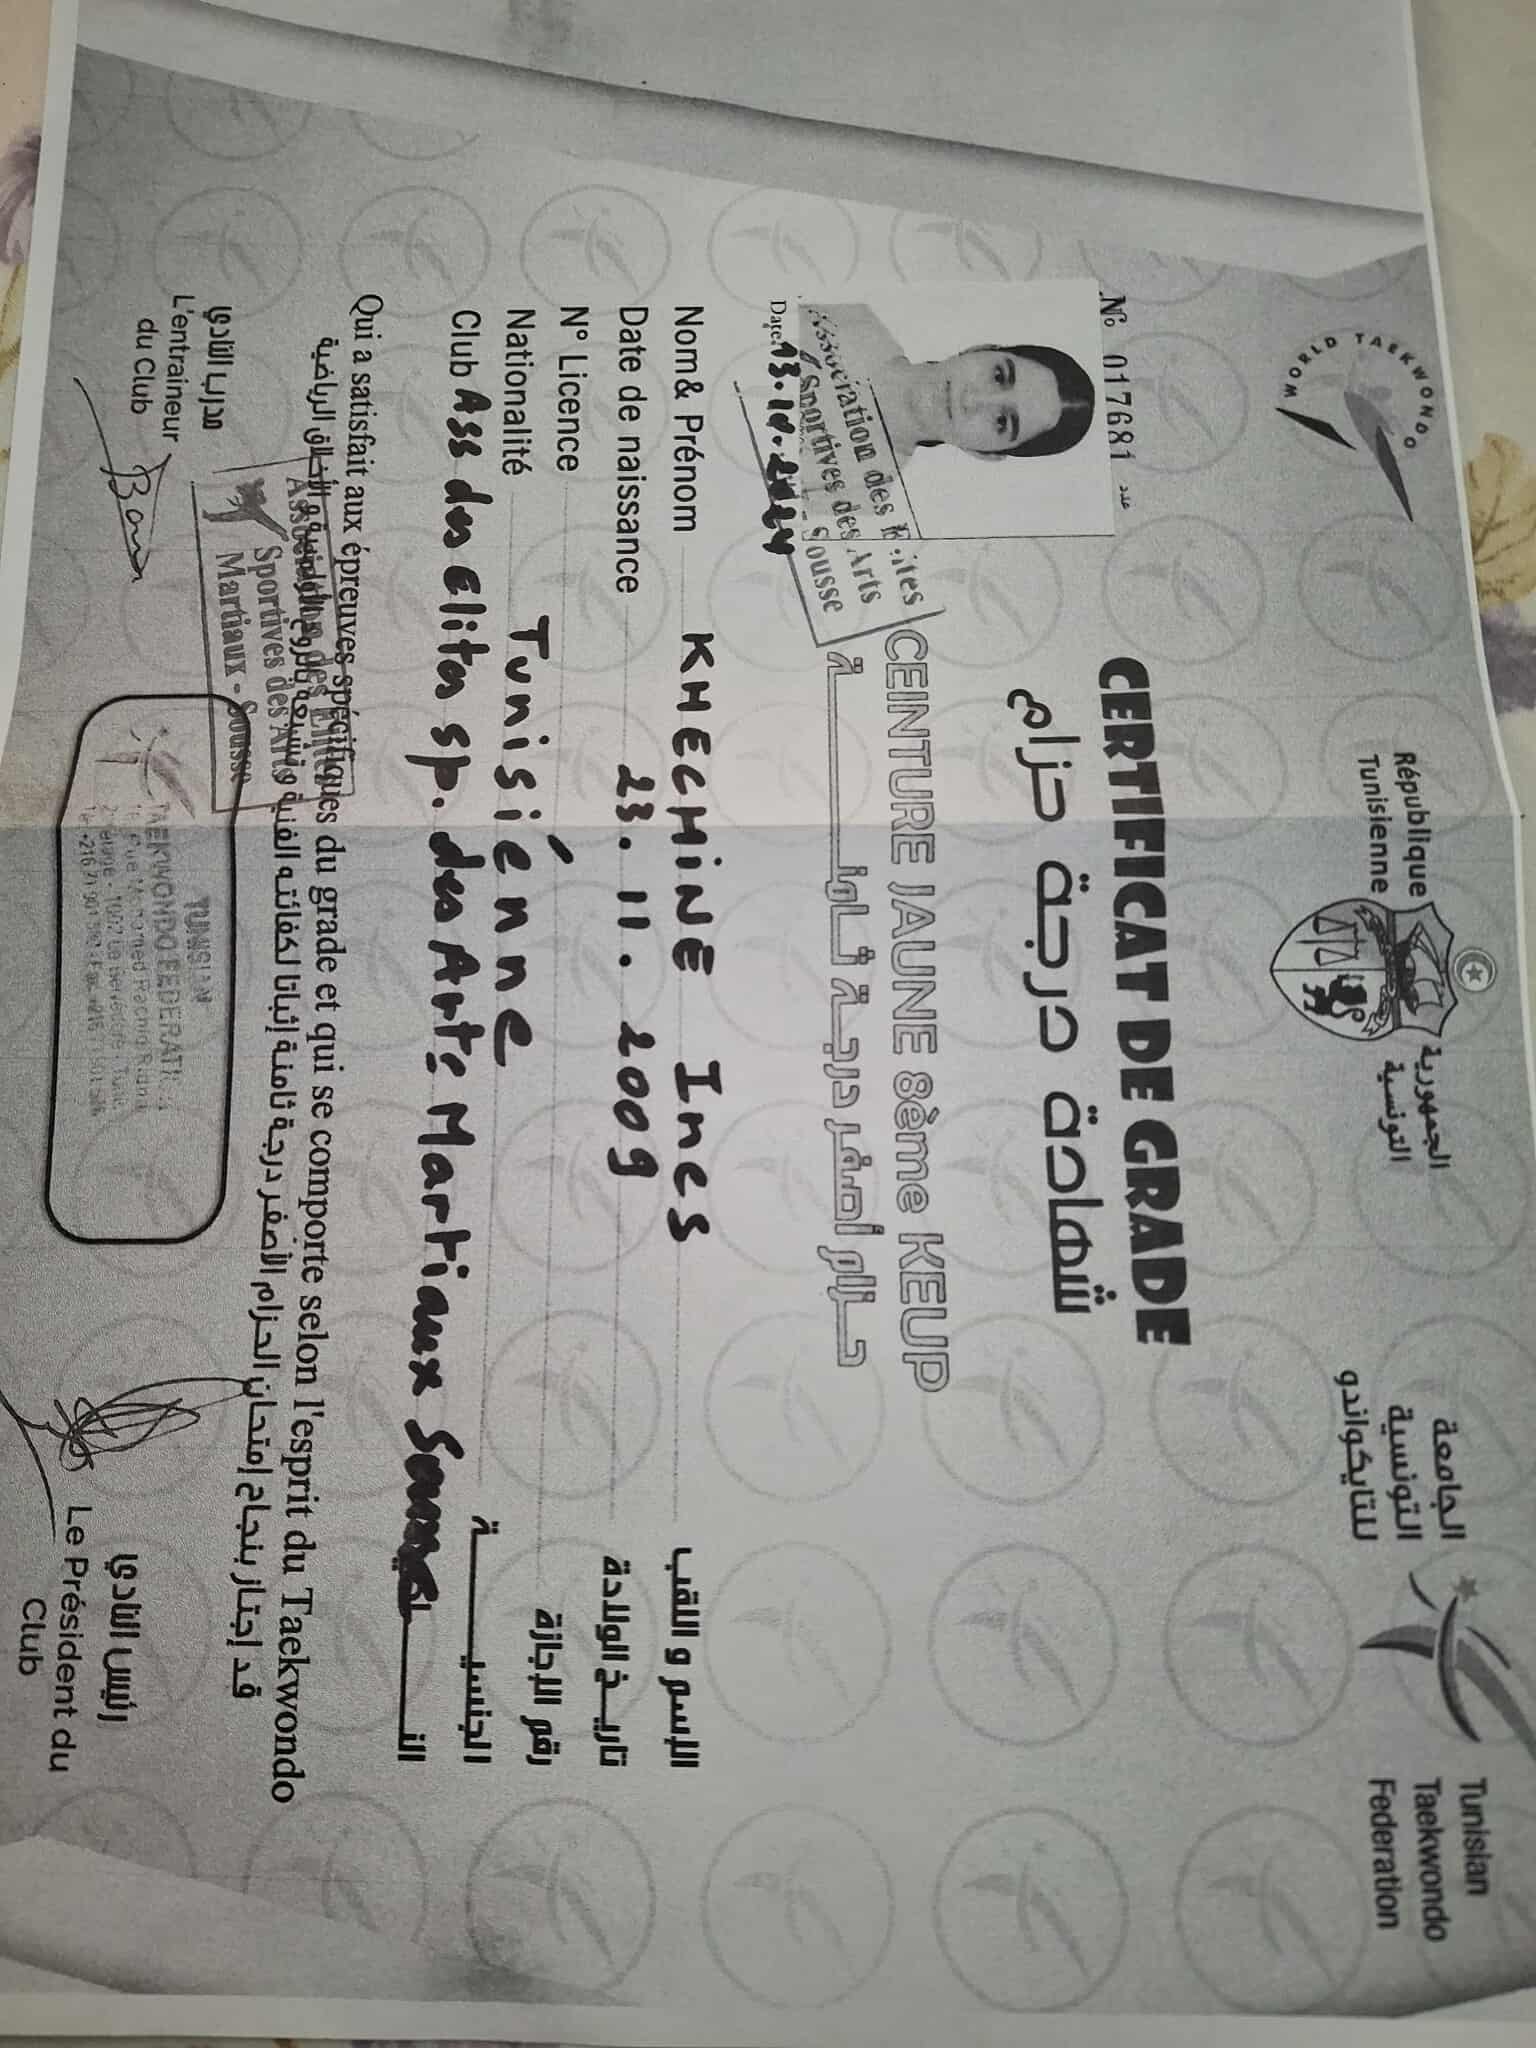 WORLD TAEKWONDO
République
Tunisienne
الجمهورية
التونسية
الجامعة
التونسية
للتايكواندو
Tunisian
Taekwondo
Federation
N° 017681 عدد
CERTIFICAT DE GRADE
شهادة درجة حزام
CEINTURE JAUNE 8ème KEUP
حزام أصفر درجة ثامنة
Association des Elites
Sportives des Arts
Sousse
Date: 13.10.2024
Nom& Prénom KHECHINE Ines الإسم و اللقب
Date de naissance 23.11.2009 تاريخ الولادة
N° Licence رقم الإجازة
Nationalité Tunisiénne الجنسية
Club Ass des elites sp. des Arts Martiaux Sousse
Qui a satisfait aux épreuves spécifiques du grade et qui se comporte selon l'esprit du Taekwondo
قد إجتاز بنجاح إمتحان الحزام الأصفر درجة ثامنة إثباتا لكفائته الفنية و تشبعه بالروح الرياضية
مدرب النادي
L'entraineur
du Club
Association des Elites
Sportives des Arts
Martiaux - Sousse
TUNISIAN
TAEKWONDO FEDERATION
رئيس النادي
Le Président du
Club